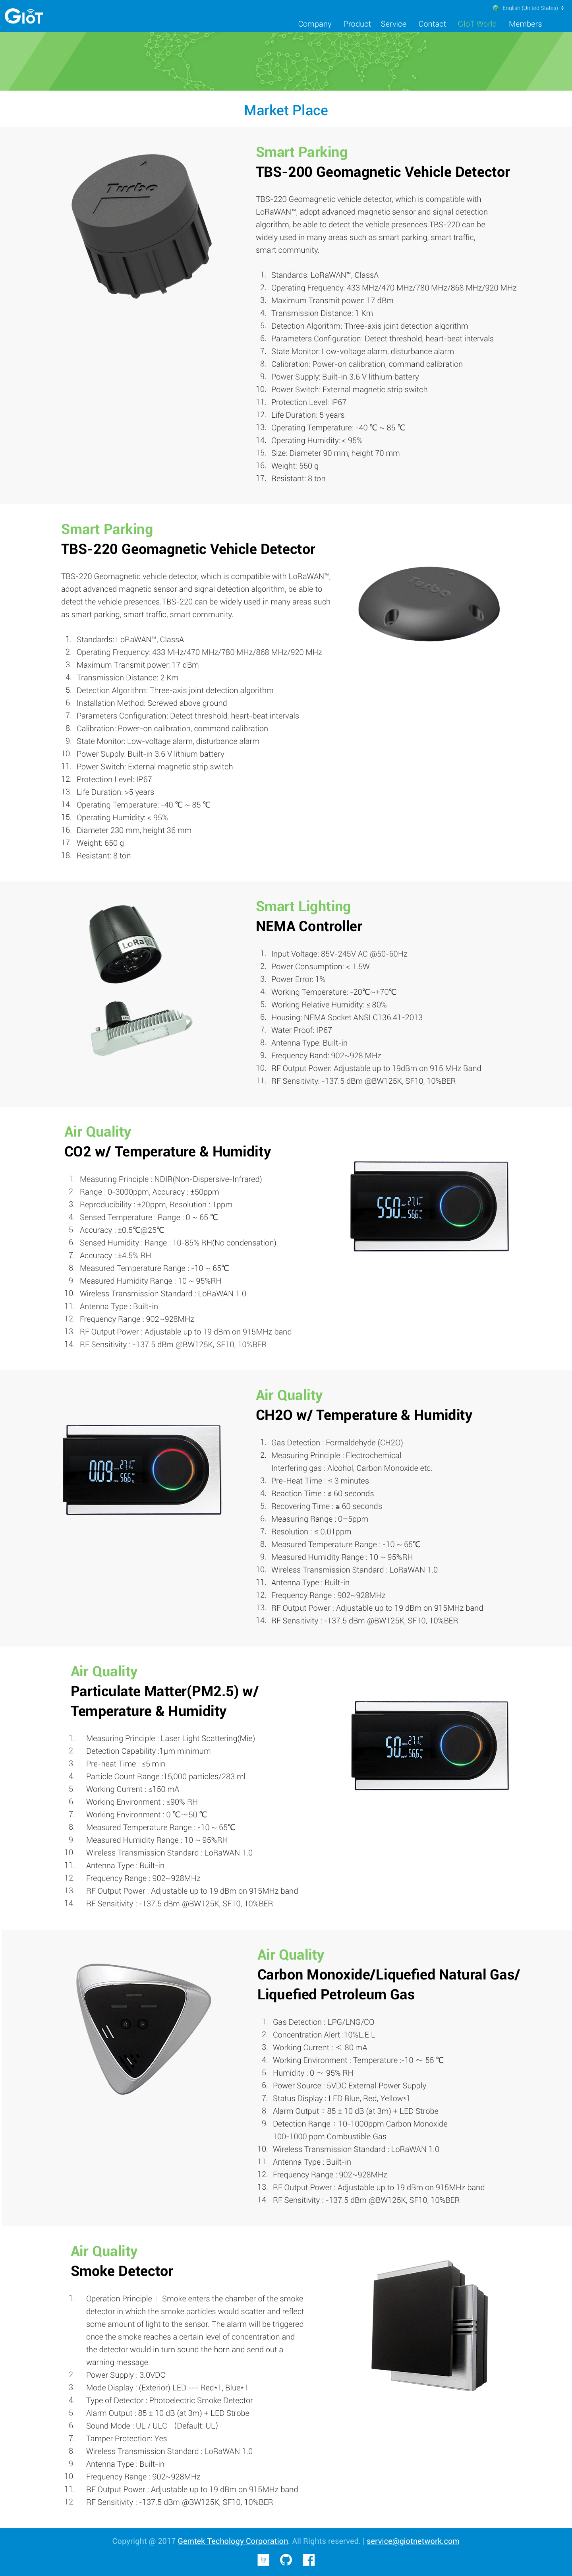 GIoT
English (United States)
Company Product Service Contact GIoT World Members
Market Place
Turbo
Smart Parking
TBS-200 Geomagnetic Vehicle Detector
TBS-220 Geomagnetic vehicle detector, which is compatible with
LoRaWAN™, adopt advanced magnetic sensor and signal detection
algorithm, be able to detect the vehicle presences.TBS-220 can be
widely used in many areas such as smart parking, smart traffic,
smart community.
1. Standards: LoRaWAN™, ClassA
2. Operating Frequency: 433 MHz/470 MHz/780 MHz/868 MHz/920 MHz
3. Maximum Transmit power: 17 dBm
4. Transmission Distance: 1 Km
5. Detection Algorithm: Three-axis joint detection algorithm
6. Parameters Configuration: Detect threshold, heart-beat intervals
7. State Monitor: Low-voltage alarm, disturbance alarm
8. Calibration: Power-on calibration, command calibration
9. Power Supply: Built-in 3.6 V lithium battery
10. Power Switch: External magnetic strip switch
11. Protection Level: IP67
12. Life Duration: 5 years
13. Operating Temperature: -40 ℃ ~ 85 ℃
14. Operating Humidity: < 95%
15. Size: Diameter 90 mm, height 70 mm
16. Weight: 550 g
17. Resistant: 8 ton
Smart Parking
TBS-220 Geomagnetic Vehicle Detector
TBS-220 Geomagnetic vehicle detector, which is compatible with LoRaWAN™,
adopt advanced magnetic sensor and signal detection algorithm, be able to
detect the vehicle presences.TBS-220 can be widely used in many areas such
as smart parking, smart traffic, smart community.
1. Standards: LoRaWAN™, ClassA
2. Operating Frequency: 433 MHz/470 MHz/780 MHz/868 MHz/920 MHz
3. Maximum Transmit power: 17 dBm
4. Transmission Distance: 2 Km
5. Detection Algorithm: Three-axis joint detection algorithm
6. Installation Method: Screwed above ground
7. Parameters Configuration: Detect threshold, heart-beat intervals
8. Calibration: Power-on calibration, command calibration
9. State Monitor: Low-voltage alarm, disturbance alarm
10. Power Supply: Built-in 3.6 V lithium battery
11. Power Switch: External magnetic strip switch
12. Protection Level: IP67
13. Life Duration: >5 years
14. Operating Temperature: -40 ℃ ~ 85 ℃
15. Operating Humidity: < 95%
16. Diameter 230 mm, height 36 mm
17. Weight: 650 g
18. Resistant: 8 ton
Turbo
LoRa
Smart Lighting
NEMA Controller
1. Input Voltage: 85V-245V AC @50-60Hz
2. Power Consumption: < 1.5W
3. Power Error: 1%
4. Working Temperature: -20℃~+70℃
5. Working Relative Humidity: ≤ 80%
6. Housing: NEMA Socket ANSI C136.41-2013
7. Water Proof: IP67
8. Antenna Type: Built-in
9. Frequency Band: 902~928 MHz
10. RF Output Power: Adjustable up to 19dBm on 915 MHz Band
11. RF Sensitivity: -137.5 dBm @BW125K, SF10, 10%BER
Air Quality
CO2 w/ Temperature & Humidity
1. Measuring Principle : NDIR(Non-Dispersive-Infrared)
2. Range : 0-3000ppm, Accuracy : ±50ppm
3. Reproducibility : ±20ppm, Resolution : 1ppm
4. Sensed Temperature : Range : 0 ~ 65 ℃
5. Accuracy : ±0.5℃@25℃
6. Sensed Humidity : Range : 10-85% RH(No condensation)
7. Accuracy : ±4.5% RH
8. Measured Temperature Range : -10 ~ 65℃
9. Measured Humidity Range : 10 ~ 95%RH
10. Wireless Transmission Standard : LoRaWAN 1.0
11. Antenna Type : Built-in
12. Frequency Range : 902~928MHz
13. RF Output Power : Adjustable up to 19 dBm on 915MHz band
14. RF Sensitivity : -137.5 dBm @BW125K, SF10, 10%BER
550
0.09
Air Quality
CH2O w/ Temperature & Humidity
1. Gas Detection : Formaldehyde (CH2O)
2. Measuring Principle : Electrochemical
Interfering gas : Alcohol, Carbon Monoxide etc.
3. Pre-Heat Time : ≤ 3 minutes
4. Reaction Time : ≤ 60 seconds
5. Recovering Time : ≤ 60 seconds
6. Measuring Range : 0~5ppm
7. Resolution : ≤ 0.01ppm
8. Measured Temperature Range : -10 ~ 65℃
9. Measured Humidity Range : 10 ~ 95%RH
10. Wireless Transmission Standard : LoRaWAN 1.0
11. Antenna Type : Built-in
12. Frequency Range : 902~928MHz
13. RF Output Power : Adjustable up to 19 dBm on 915MHz band
14. RF Sensitivity : -137.5 dBm @BW125K, SF10, 10%BER
Air Quality
Particulate Matter(PM2.5) w/
Temperature & Humidity
1. Measuring Principle : Laser Light Scattering(Mie)
2. Detection Capability :1μm minimum
3. Pre-heat Time : ≤5 min
4. Particle Count Range :15,000 particles/283 ml
5. Working Current : ≤150 mA
6. Working Environment : ≤90% RH
7. Working Environment : 0 ℃～50 ℃
8. Measured Temperature Range : -10 ~ 65℃
9. Measured Humidity Range : 10 ~ 95%RH
10. Wireless Transmission Standard : LoRaWAN 1.0
11. Antenna Type : Built-in
12. Frequency Range : 902~928MHz
13. RF Output Power : Adjustable up to 19 dBm on 915MHz band
14. RF Sensitivity : -137.5 dBm @BW125K, SF10, 10%BER
50
Air Quality
Carbon Monoxide/Liquefied Natural Gas/
Liquefied Petroleum Gas
1. Gas Detection : LPG/LNG/CO
2. Concentration Alert :10%L.E.L
3. Working Current : ＜ 80 mA
4. Working Environment : Temperature :-10 ～ 55 ℃
5. Humidity : 0 ～ 95% RH
6. Power Source : 5VDC External Power Supply
7. Status Display : LED Blue, Red, Yellow*1
8. Alarm Output：85 ± 10 dB (at 3m) + LED Strobe
9. Detection Range：10-1000ppm Carbon Monoxide
100-1000 ppm Combustible Gas
10. Wireless Transmission Standard : LoRaWAN 1.0
11. Antenna Type : Built-in
12. Frequency Range : 902~928MHz
13. RF Output Power : Adjustable up to 19 dBm on 915MHz band
14. RF Sensitivity : -137.5 dBm @BW125K, SF10, 10%BER
Air Quality
Smoke Detector
1. Operation Principle： Smoke enters the chamber of the smoke
detector in which the smoke particles would scatter and reflect
some amount of light to the sensor. The alarm will be triggered
once the smoke reaches a certain level of concentration and
the detector would in turn sound the horn and send out a
warning message.
2. Power Supply : 3.0VDC
3. Mode Display : (Exterior) LED --- Red*1, Blue*1
4. Type of Detector : Photoelectric Smoke Detector
5. Alarm Output : 85 ± 10 dB (at 3m) + LED Strobe
6. Sound Mode : UL / ULC （Default: UL）
7. Tamper Protection: Yes
8. Wireless Transmission Standard : LoRaWAN 1.0
9. Antenna Type : Built-in
10. Frequency Range : 902~928MHz
11. RF Output Power : Adjustable up to 19 dBm on 915MHz band
12. RF Sensitivity : -137.5 dBm @BW125K, SF10, 10%BER
Copyright @ 2017 Gemtek Techology Corporation. All Rights reserved. | service@giotnetwork.com